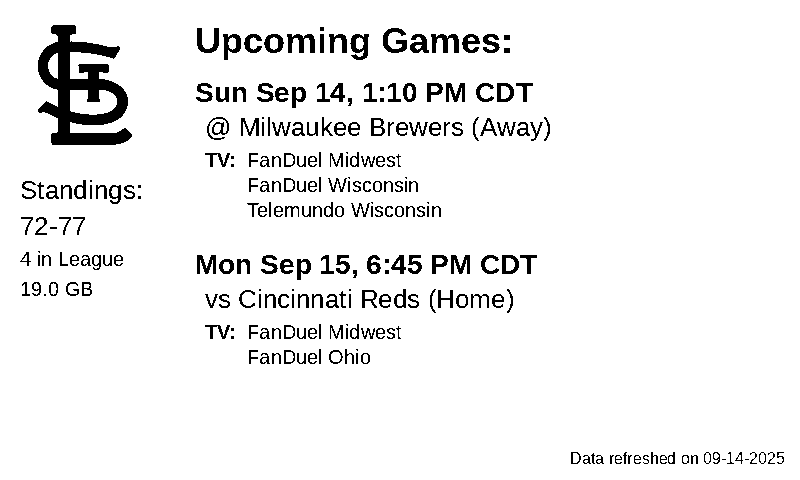 STL
Standings:
72-77
4 in League
19.0 GB
Upcoming Games:
Sun Sep 14, 1:10 PM CDT
@ Milwaukee Brewers (Away)
TV: FanDuel Midwest
FanDuel Wisconsin
Telemundo Wisconsin
Mon Sep 15, 6:45 PM CDT
vs Cincinnati Reds (Home)
TV: FanDuel Midwest
FanDuel Ohio
Data refreshed on 09-14-2025